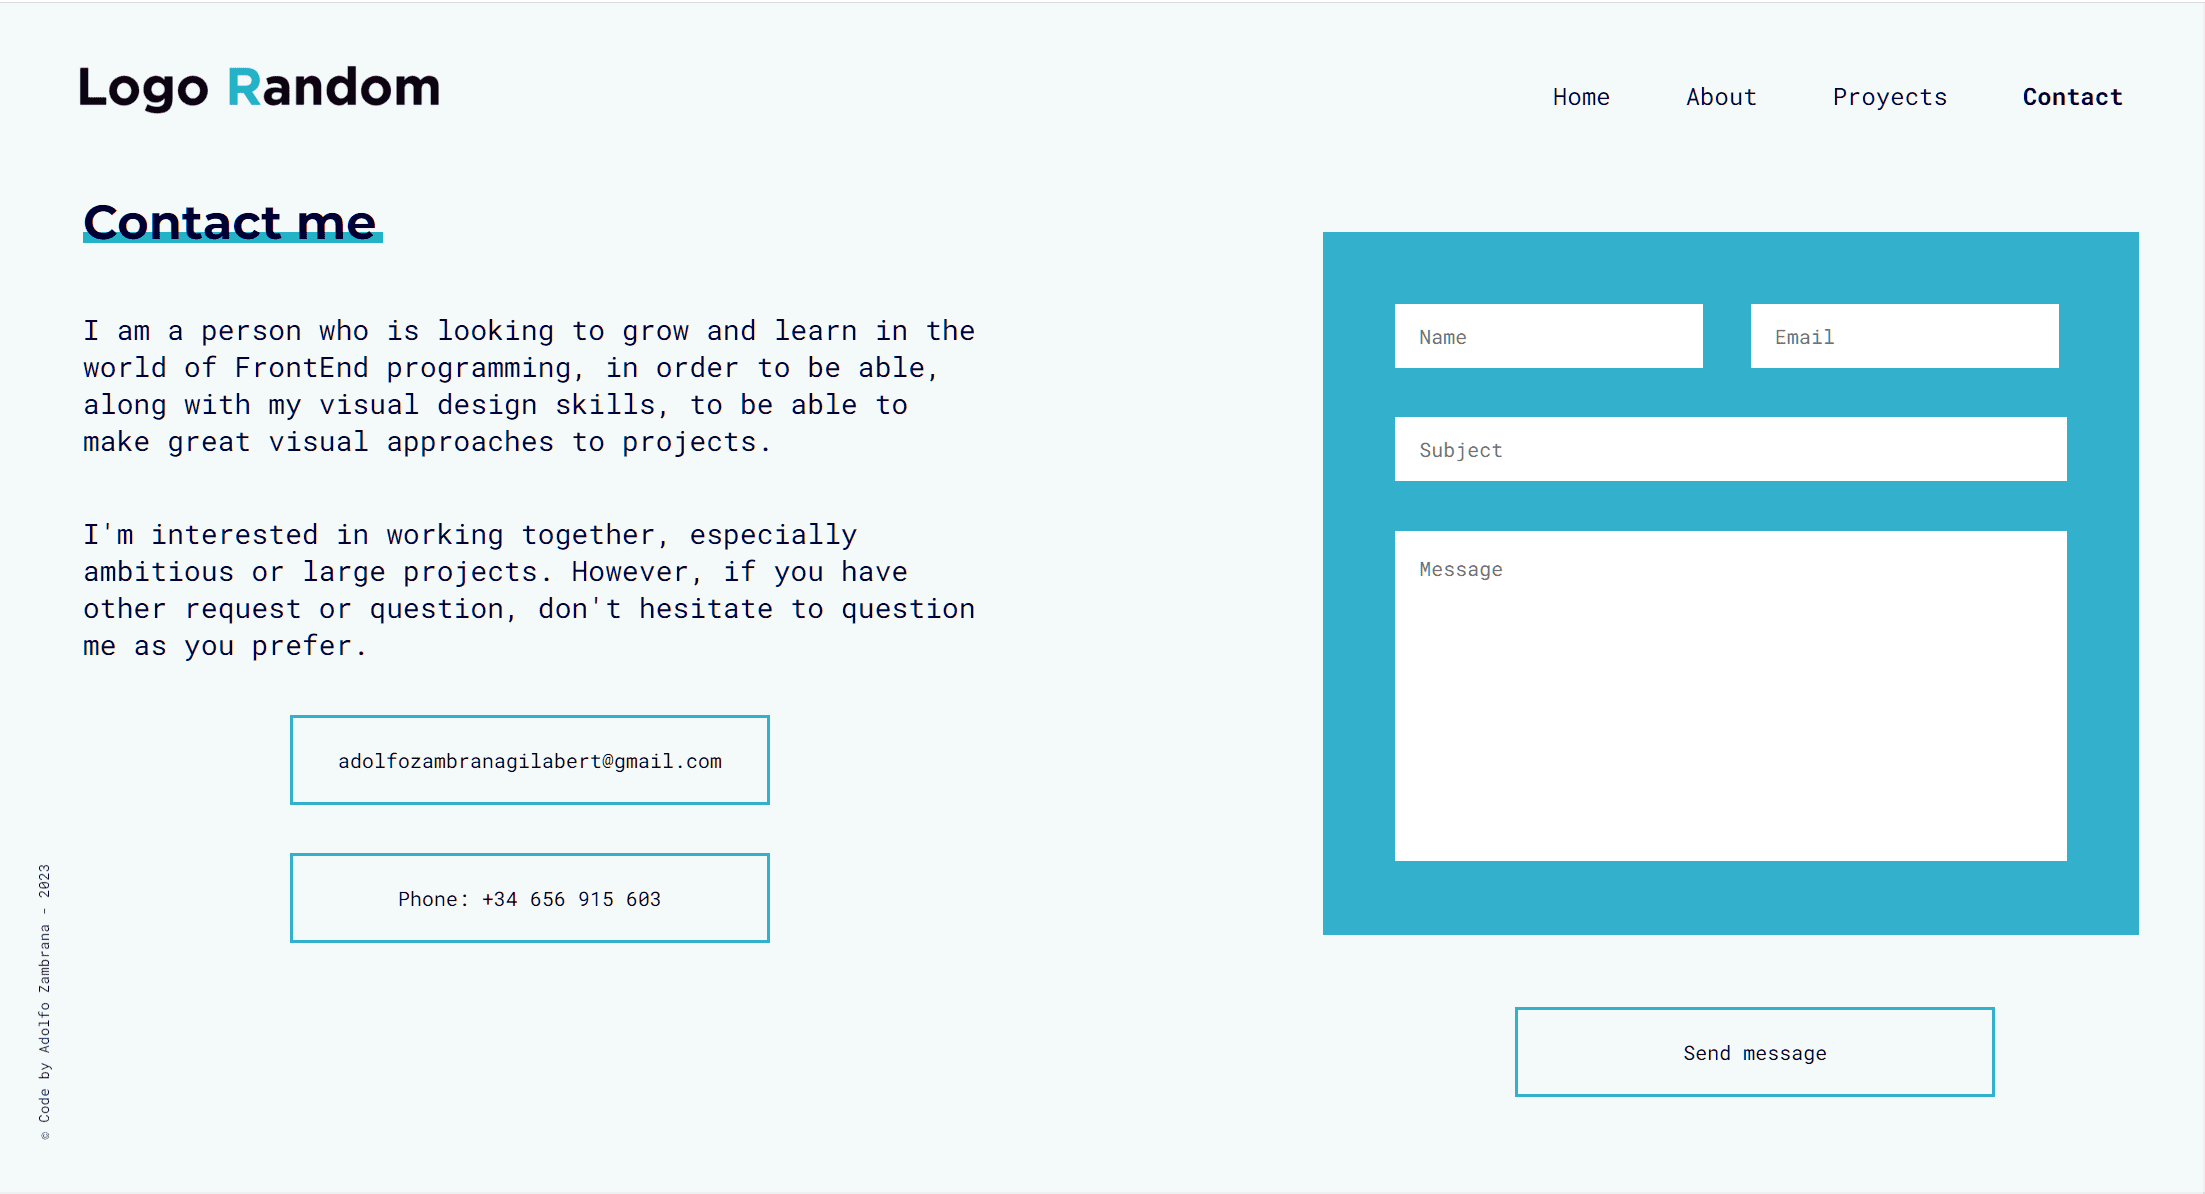 Logo Random
Home About Proyects Contact
Contact me
I am a person who is looking to grow and learn in the
world of FrontEnd programming, in order to be able,
along with my visual design skills, to be able to
make great visual approaches to projects.
I'm interested in working together, especially
ambitious or large projects. However, if you have
other request or question, don't hesitate to question
me as you prefer.
adolfozambranagilabert@gmail.com
Phone: +34 656 915 603
Name
Email
Subject
Message
Send message
© Code by Adolfo Zambrana - 2023